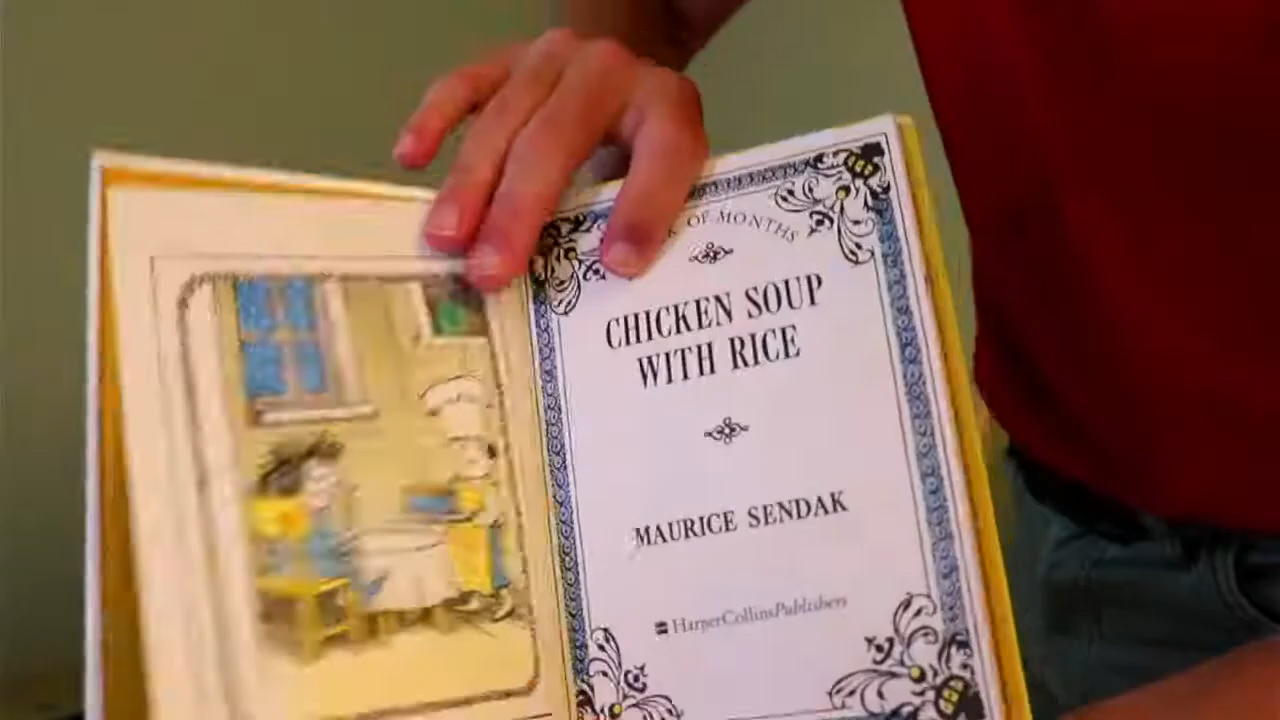 OF MONTHS
CHICKEN SOUP
WITH RICE
MAURICE SENDAK
HarperCollinsPublishers